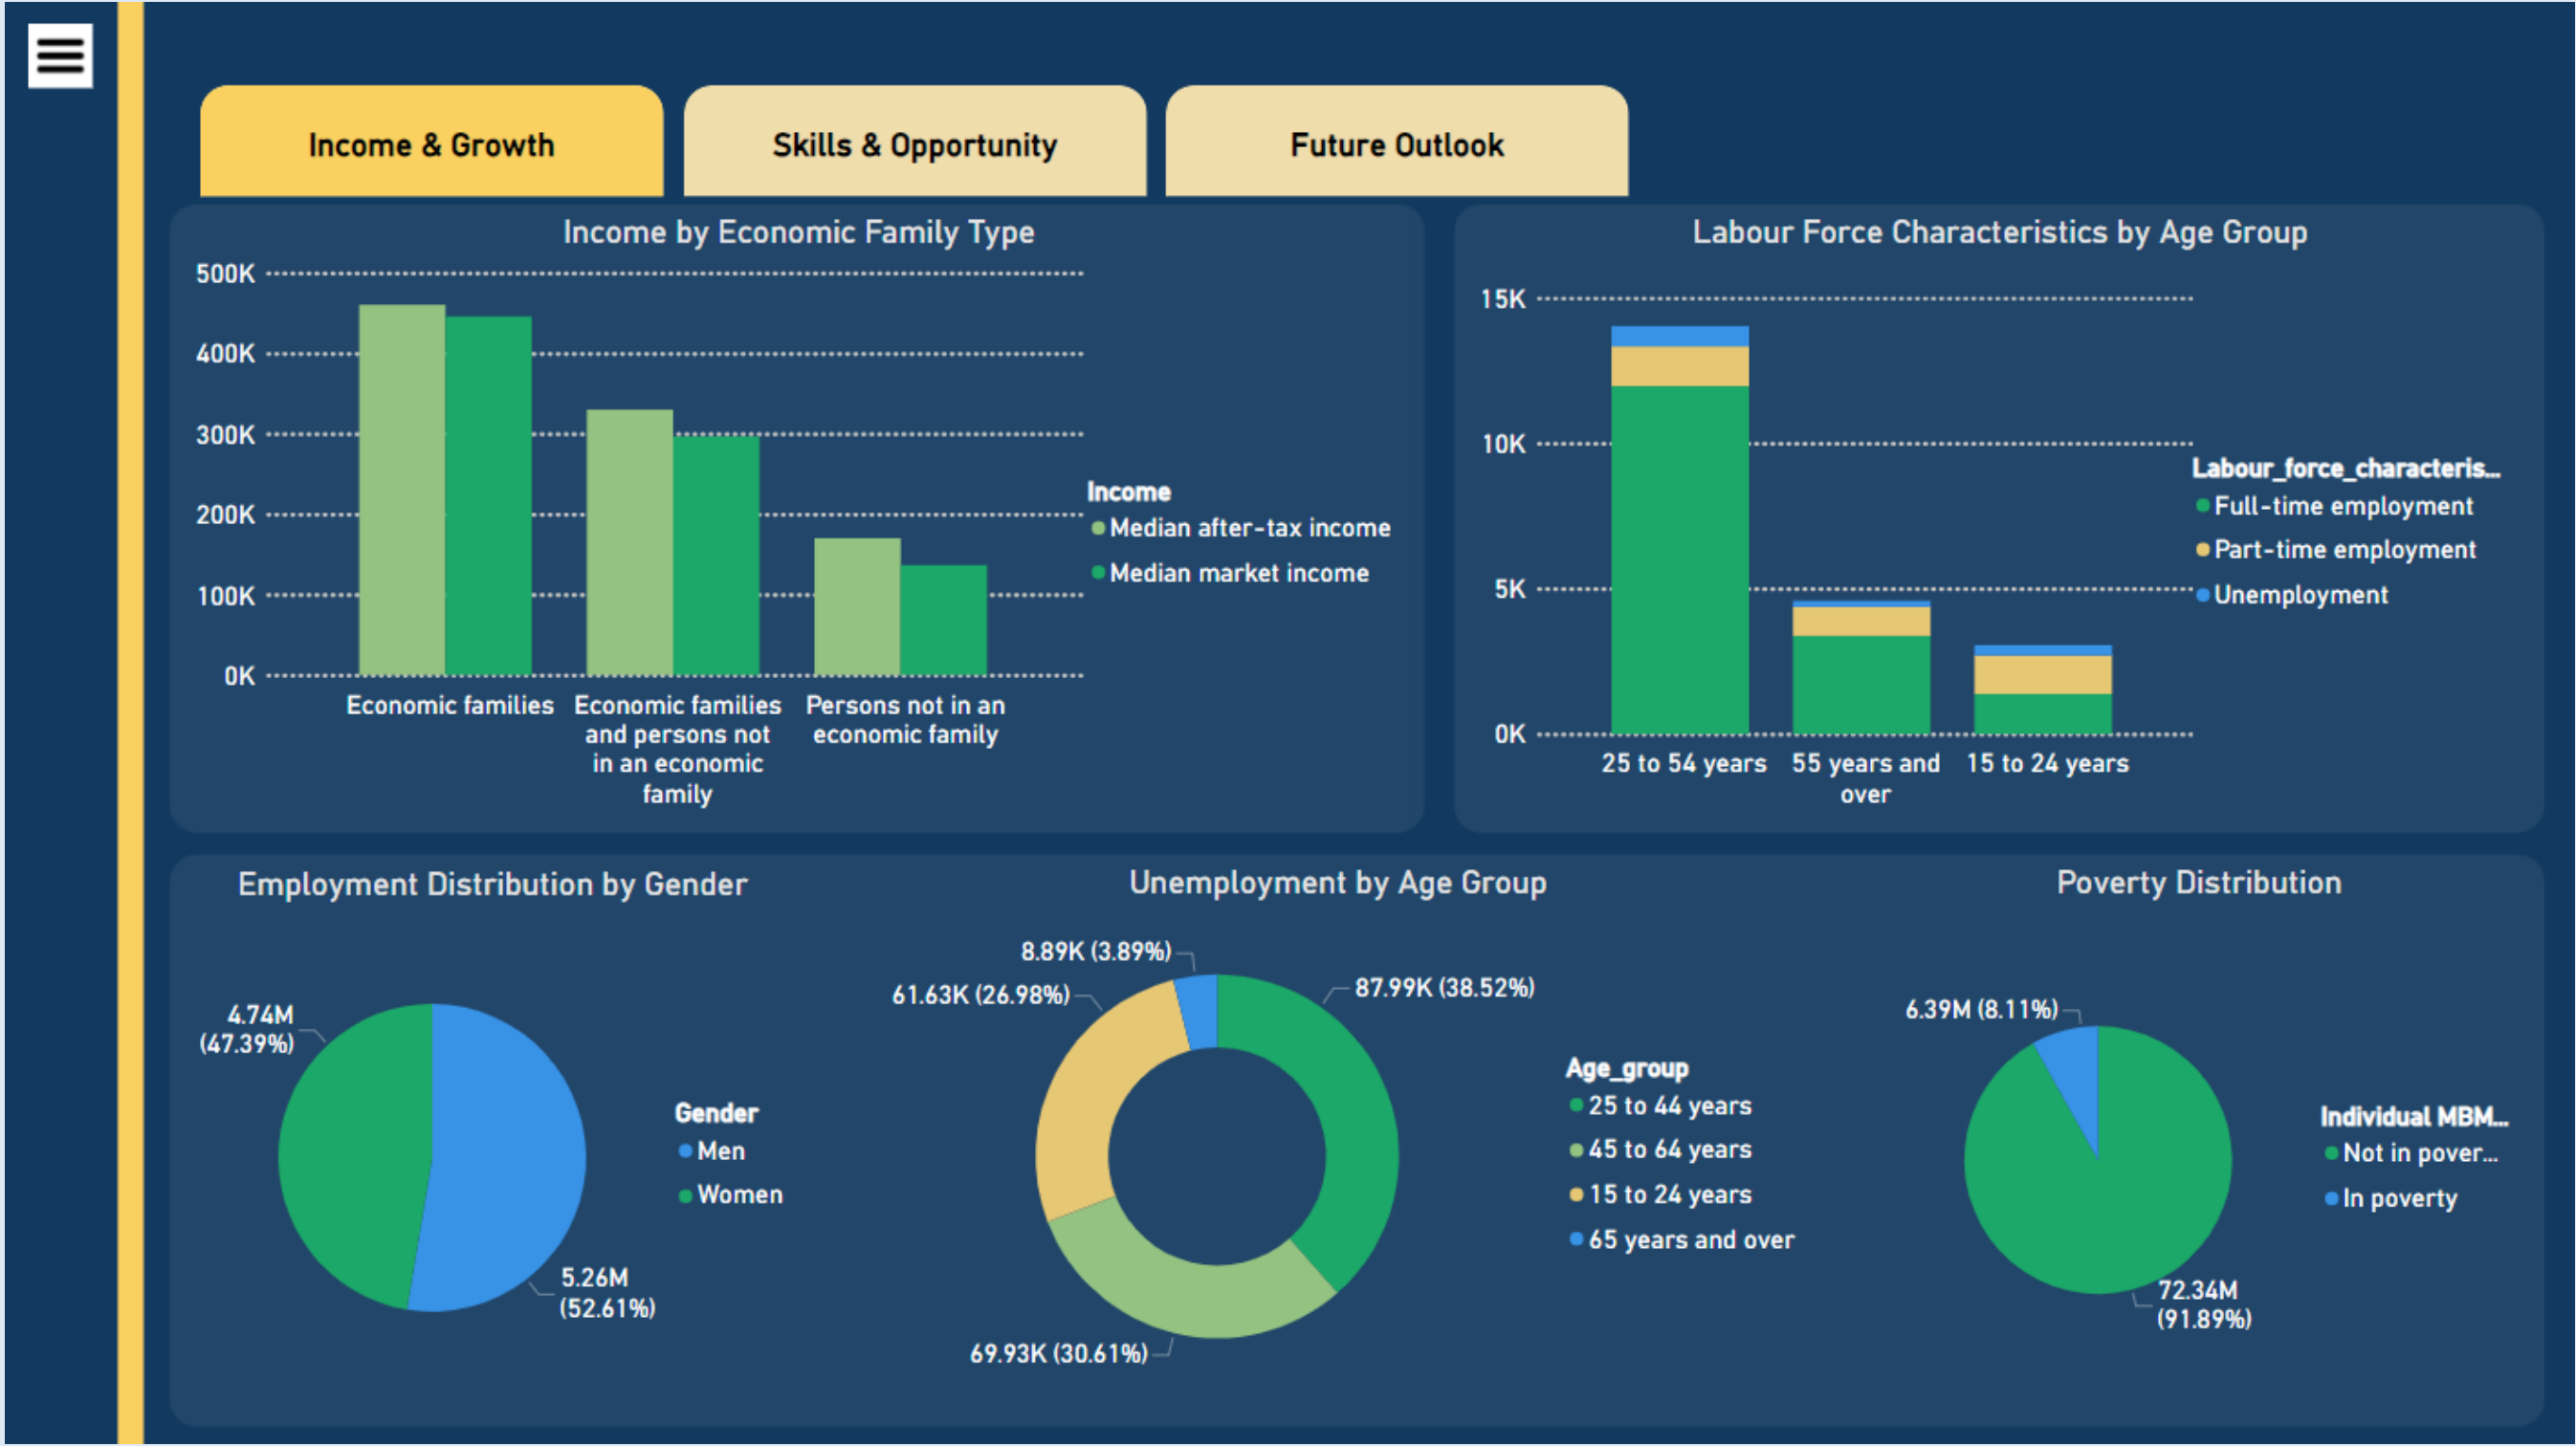 Income & Growth
Skills & Opportunity
Future Outlook
Income by Economic Family Type
500K
400K
300K
200K
100K
0K
Economic families
Economic families
and persons not
in an economic
family
Persons not in an
economic family
Income
Median after-tax income
Median market income
Labour Force Characteristics by Age Group
15K
10K
5K
0K
25 to 54 years
55 years and
over
15 to 24 years
Labour_force_characteris...
Full-time employment
Part-time employment
Unemployment
Employment Distribution by Gender
4.74M
(47.39%)
5.26M
(52.61%)
Gender
Men
Women
Unemployment by Age Group
8.89K (3.89%)
61.63K (26.98%)
87.99K (38.52%)
69.93K (30.61%)
Age_group
25 to 44 years
45 to 64 years
15 to 24 years
65 years and over
Poverty Distribution
6.39M (8.11%)
72.34M
(91.89%)
Individual MBM...
Not in pover...
In poverty